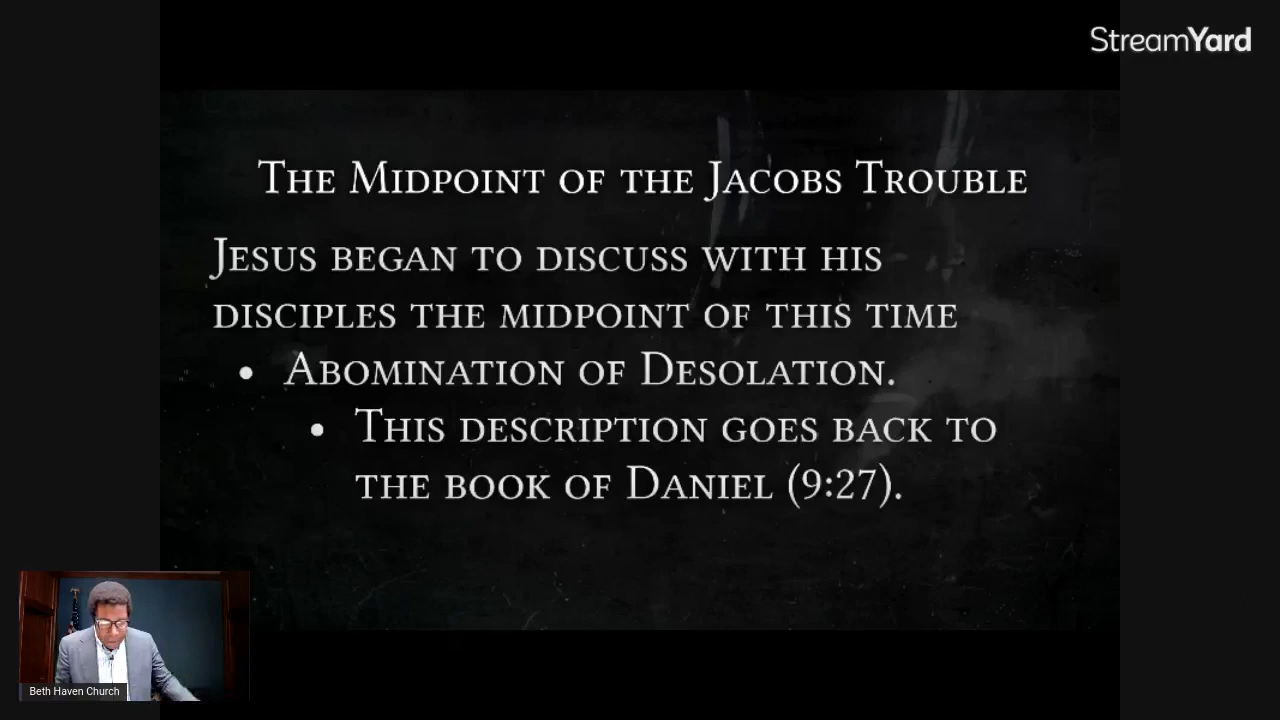 StreamYard
The Midpoint of the Jacobs Trouble
Jesus began to discuss with his
disciples the midpoint of this time
• Abomination of Desolation.
• This description goes back to
the book of Daniel (9:27).
Beth Haven Church